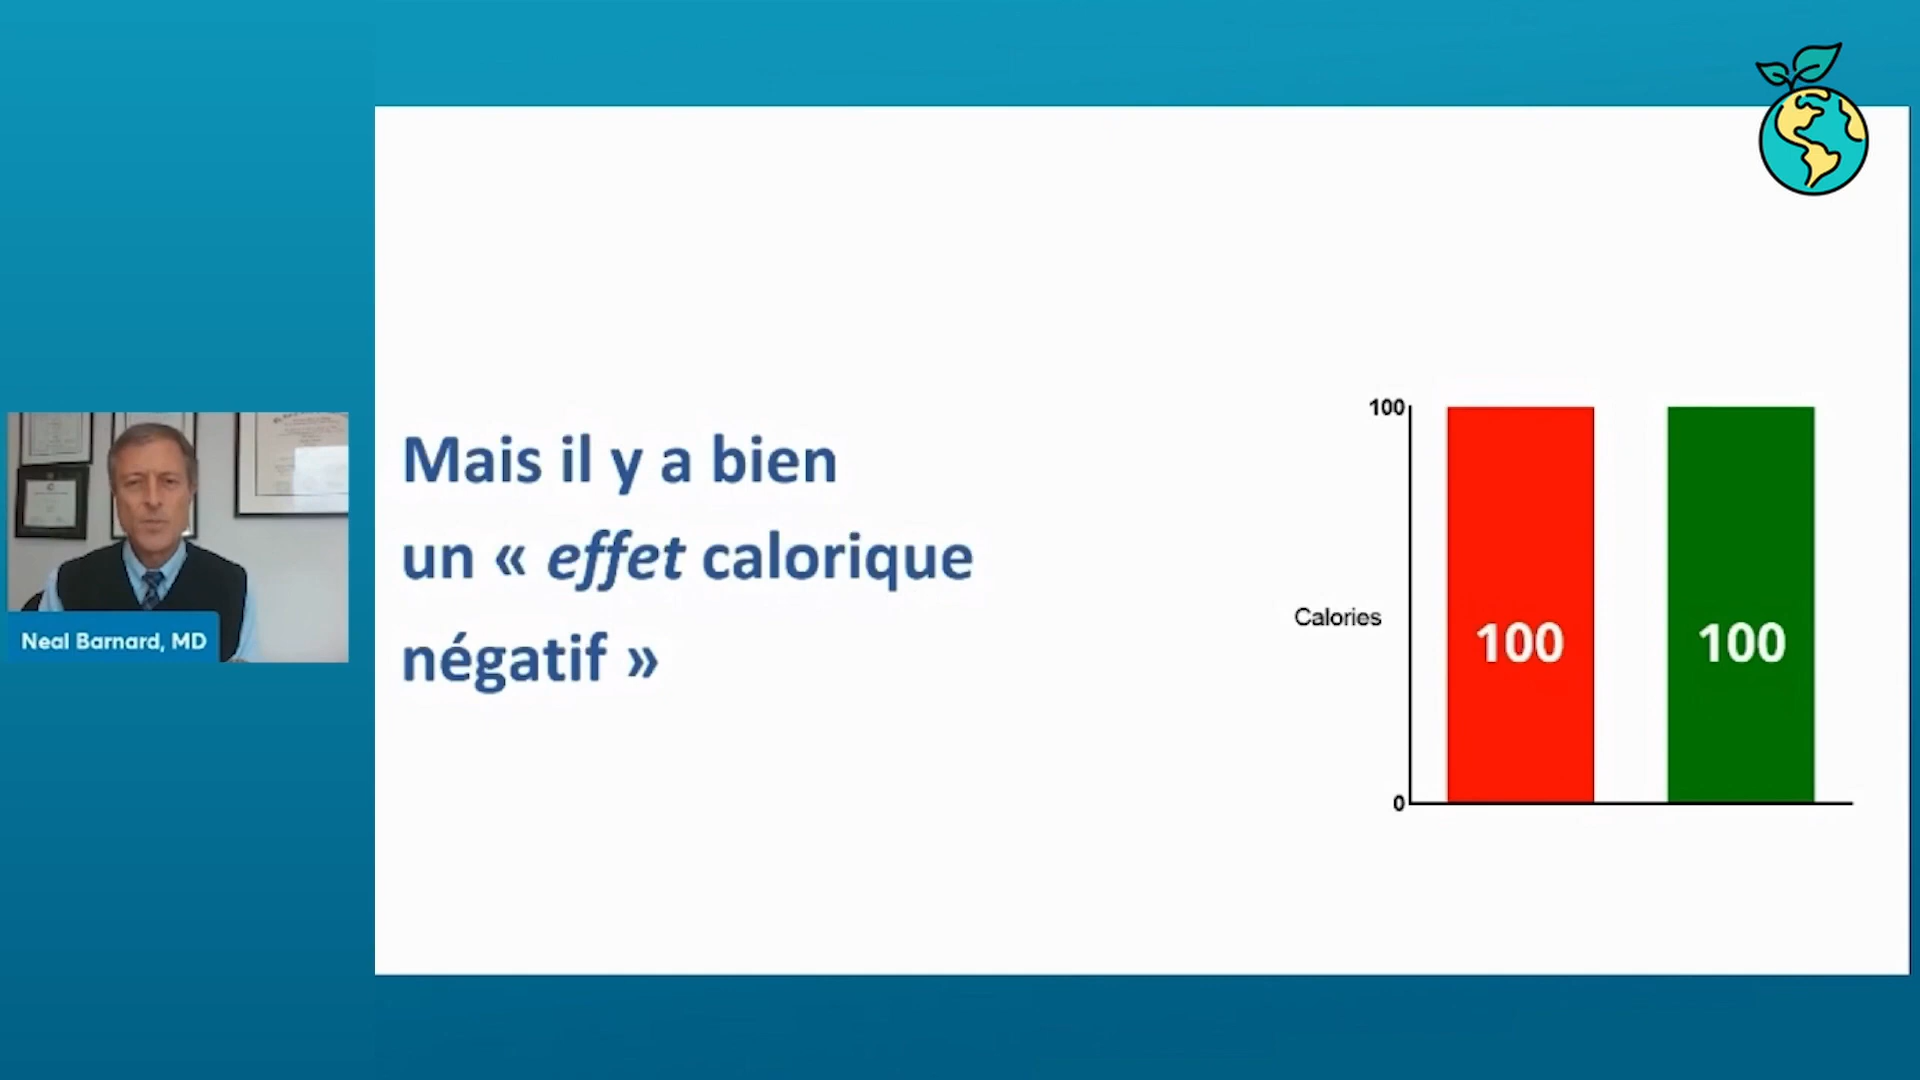 Mais il y a bien
un « effet calorique
négatif »
100
Calories
0
100
100
Neal Barnard, MD